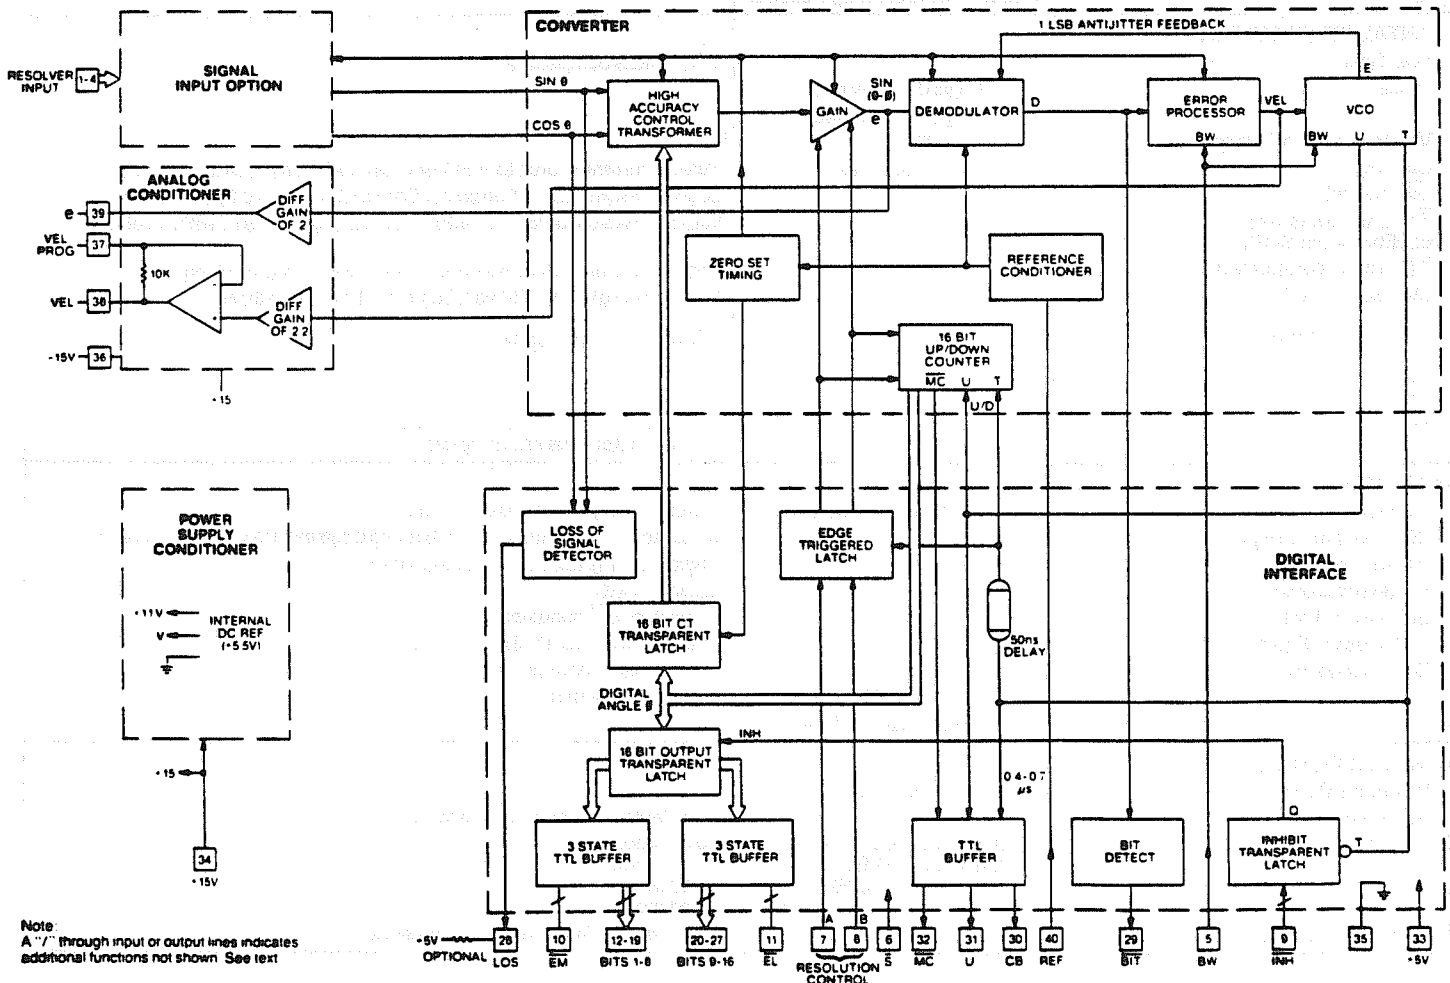 CONVERTER
1 LSB ANTIJITTER FEEDBACK
RESOLVER
INPUT
1-4
SIGNAL
INPUT OPTION
SIN θ
COS θ
HIGH
ACCURACY
CONTROL
TRANSFORMER
GAIN
SIN
(θ-ø)
e
DEMODULATOR
D
ERROR
PROCESSOR
BW
VEL
E
VCO
BW U T
ANALOG
CONDITIONER
e 39
DIFF
GAIN
OF 2
VEL
PROG
37
10K
-
+
VEL 38
DIFF
GAIN
OF 2 2
-15V 36
+15
ZERO SET
TIMING
REFERENCE
CONDITIONER
16 BIT
UP/DOWN
COUNTER
MC U T
U/D
POWER
SUPPLY
CONDITIONER
+11V
V
INTERNAL
DC REF
(+5 5V)
+15
34
+15V
LOSS OF
SIGNAL
DETECTOR
EDGE
TRIGGERED
LATCH
DIGITAL
INTERFACE
16 BIT CT
TRANSPARENT
LATCH
50ns
DELAY
DIGITAL
ANGLE ø
INH
16 BIT OUTPUT
TRANSPARENT
LATCH
0 4-0 7
µs
Q
3 STATE
TTL BUFFER
3 STATE
TTL BUFFER
TTL
BUFFER
BIT
DETECT
INHIBIT
TRANSPARENT
LATCH
T
A B
+5V
OPTIONAL
28 10 12-19 20-27 11 7 8 6 32 31 30 40 29 5 9 35 33
LOS EM BITS 1-8 BITS 9-16 EL S MC U CB REF BIT BW INH +5V
RESOLUTION
CONTROL
Note:
A "/" through input or output lines indicates
additional functions not shown See text